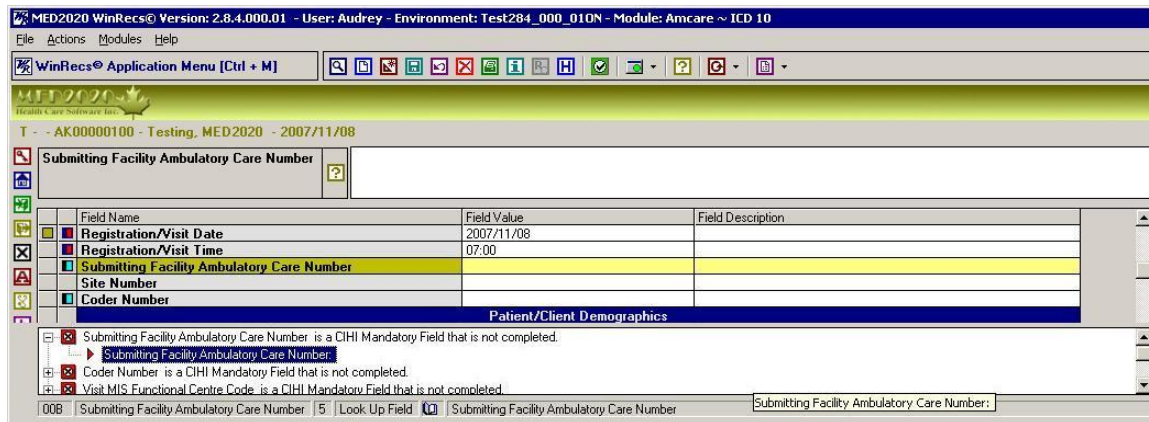 MED2020 WinRecs© Version: 2.8.4.000.01 - User: Audrey - Environment: Test284_000_010N - Module: Amcare ~ ICD 10
File Actions Modules Help
WinRecs© Application Menu [Ctrl + M]
MED2020
Health Care Software Inc.
T - - AK00000100 - Testing, MED2020 - 2007/11/08
Submitting Facility Ambulatory Care Number
Field Name Field Value Field Description
Registration/Visit Date 2007/11/08
Registration/Visit Time 07:00
Submitting Facility Ambulatory Care Number
Site Number
Coder Number
Patient/Client Demographics
Submitting Facility Ambulatory Care Number is a CIHI Mandatory Field that is not completed.
Submitting Facility Ambulatory Care Number:
Coder Number is a CIHI Mandatory Field that is not completed.
Visit MIS Functional Centre Code is a CIHI Mandatory Field that is not completed.
00B Submitting Facility Ambulatory Care Number 5 Look Up Field Submitting Facility Ambulatory Care Number
Submitting Facility Ambulatory Care Number: